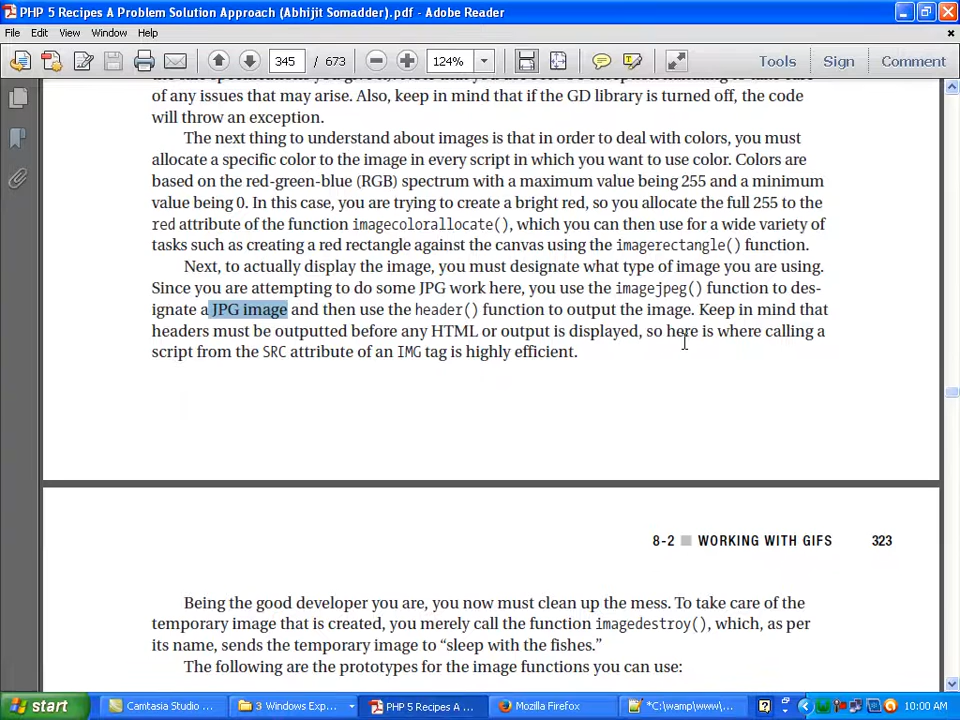 PHP 5 Recipes A Problem Solution Approach (Abhijit Somadder).pdf - Adobe Reader
File Edit View Window Help
345 / 673 124% Tools Sign Comment
of any issues that may arise. Also, keep in mind that if the GD library is turned off, the code
will throw an exception.
The next thing to understand about images is that in order to deal with colors, you must
allocate a specific color to the image in every script in which you want to use color. Colors are
based on the red-green-blue (RGB) spectrum with a maximum value being 255 and a minimum
value being 0. In this case, you are trying to create a bright red, so you allocate the full 255 to the
red attribute of the function imagecolorallocate(), which you can then use for a wide variety of
tasks such as creating a red rectangle against the canvas using the imagerectangle() function.
Next, to actually display the image, you must designate what type of image you are using.
Since you are attempting to do some JPG work here, you use the imagejpeg() function to des-
ignate a JPG image and then use the header() function to output the image. Keep in mind that
headers must be outputted before any HTML or output is displayed, so here is where calling a
script from the SRC attribute of an IMG tag is highly efficient.
8-2 WORKING WITH GIFS 323
Being the good developer you are, you now must clean up the mess. To take care of the
temporary image that is created, you merely call the function imagedestroy(), which, as per
its name, sends the temporary image to “sleep with the fishes.”
The following are the prototypes for the image functions you can use:
start Camtasia Studio ... 3 Windows Exp... PHP 5 Recipes A ... Mozilla Firefox *C:\wamp\www\... 10:00 AM